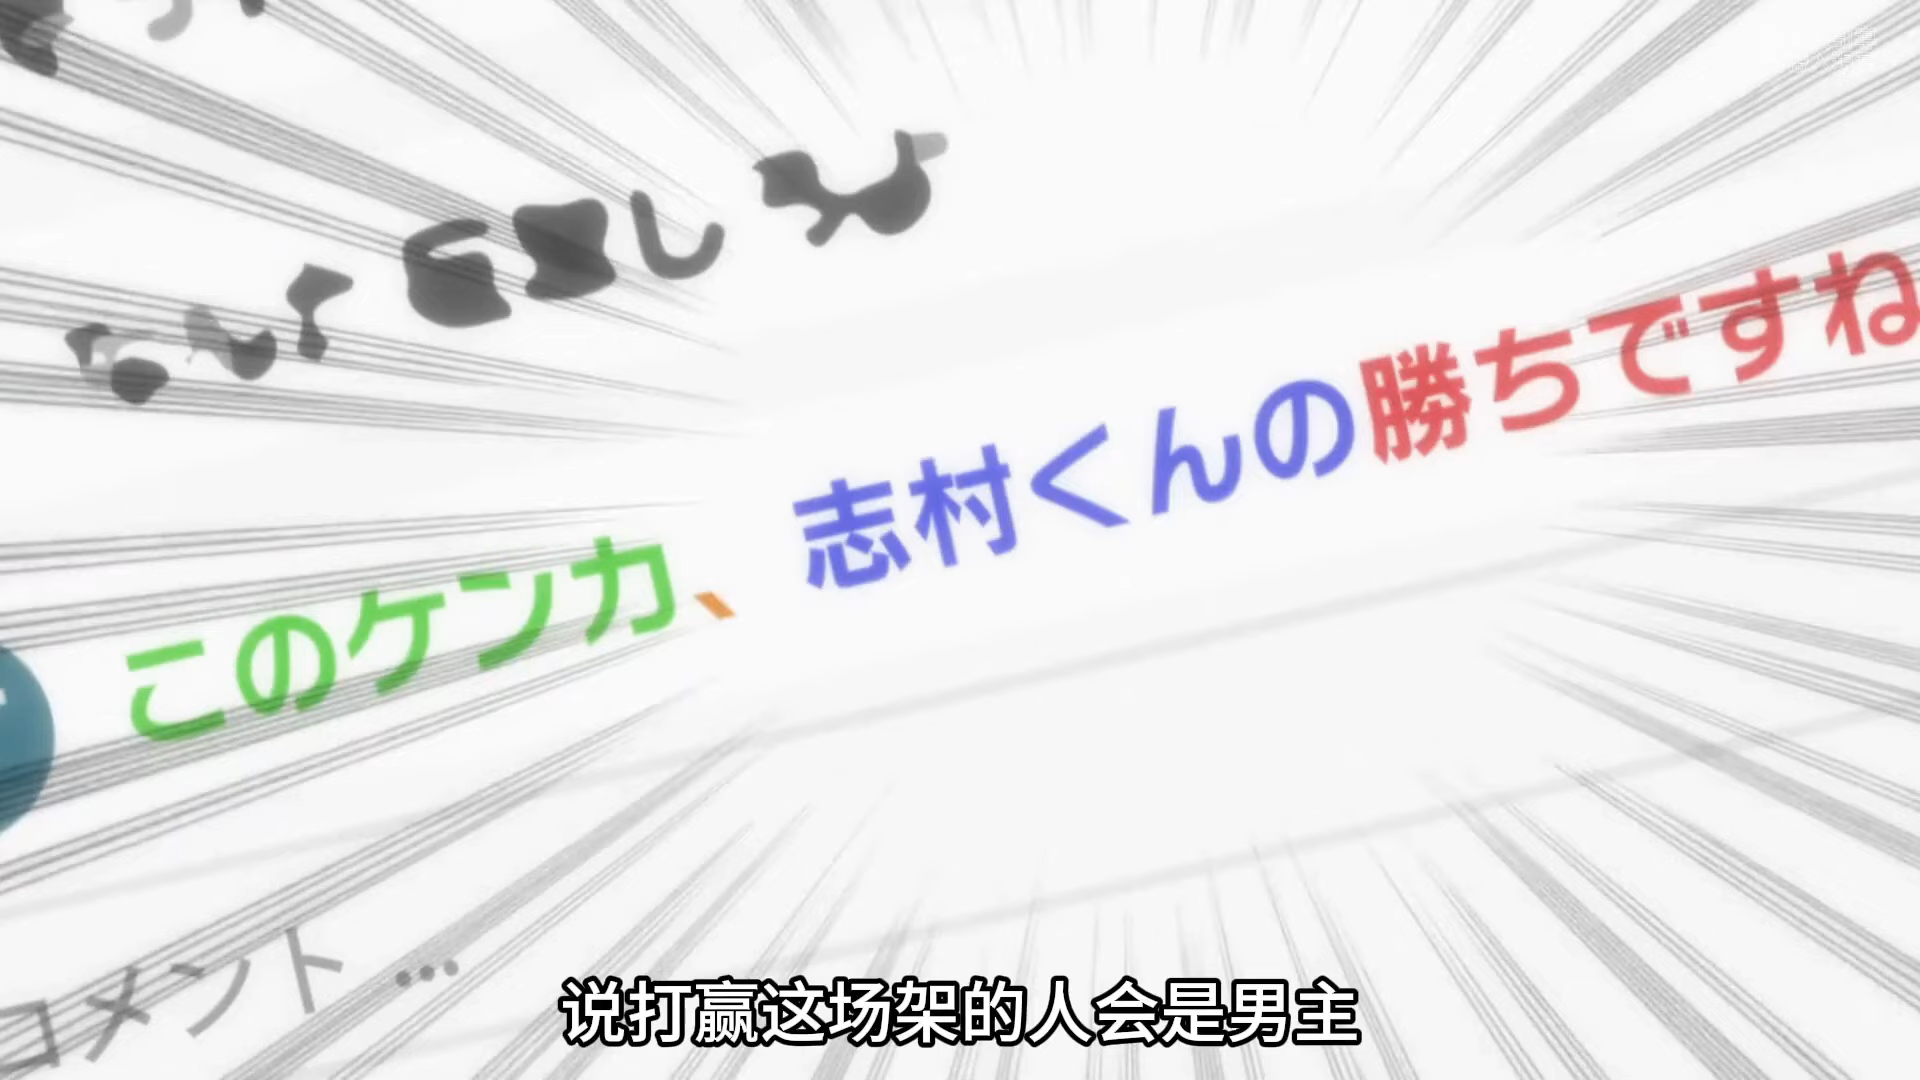 このケンカ、志村くんの勝ちですね
コメント…
说打赢这场架的人会是男主